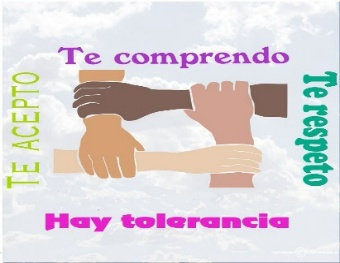 Te comprendo
TE ACEPTO
Te respeto
Hay tolerancia